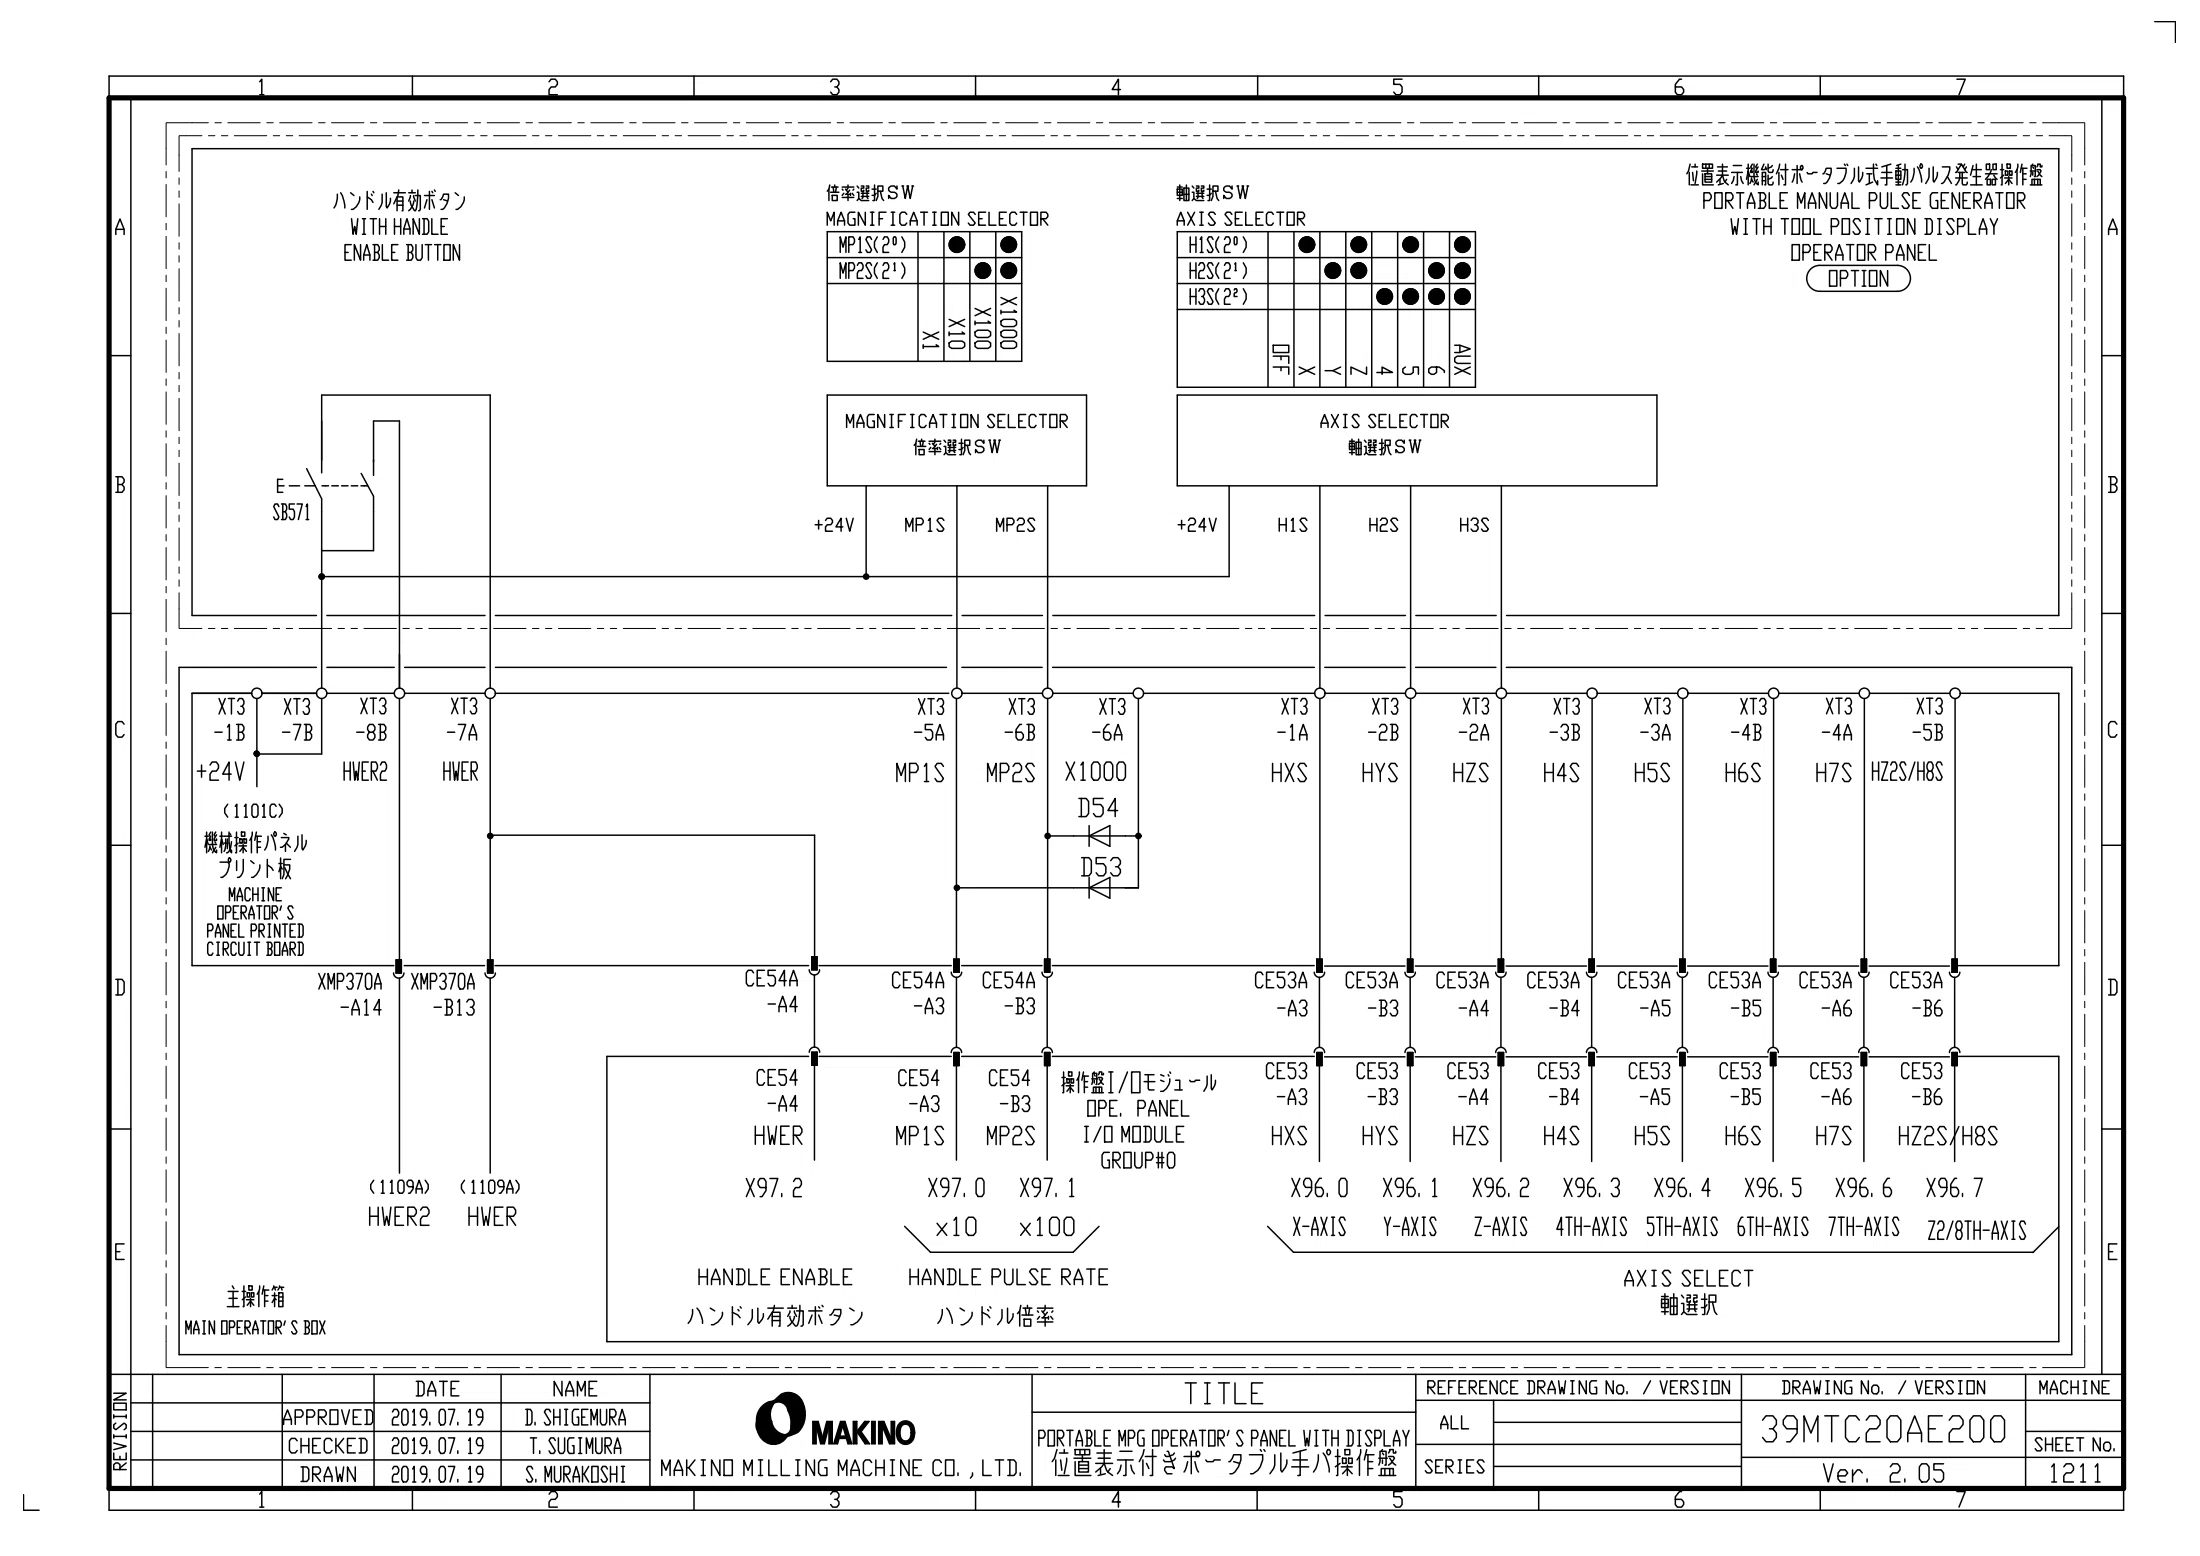 1 2 3 4 5 6 7
A A
B B
C C
D D
E E
ハンドル有効ボタン
WITH HANDLE
ENABLE BUTTON
倍率選択SW
MAGNIFICATION SELECTOR
MP1S(2⁰)
MP2S(2¹)
X1 X10 X100 X1000
軸選択SW
AXIS SELECTOR
H1S(2⁰)
H2S(2¹)
H3S(2²)
OFF X Y Z 4 5 6 AUX
位置表示機能付ポータブル式手動パルス発生器操作盤
PORTABLE MANUAL PULSE GENERATOR
WITH TOOL POSITION DISPLAY
OPERATOR PANEL
OPTION
MAGNIFICATION SELECTOR
倍率選択SW
AXIS SELECTOR
軸選択SW
E
SB571
+24V MP1S MP2S +24V H1S H2S H3S
XT3 XT3 XT3 XT3 XT3 XT3 XT3 XT3 XT3 XT3 XT3 XT3 XT3 XT3 XT3
-1B -7B -8B -7A -5A -6B -6A -1A -2B -2A -3B -3A -4B -4A -5B
+24V HWER2 HWER MP1S MP2S X1000 HXS HYS HZS H4S H5S H6S H7S HZ2S/H8S
(1101C)
機械操作パネル
プリント板
MACHINE
OPERATOR'S
PANEL PRINTED
CIRCUIT BOARD
D54
D53
XMP370A XMP370A CE54A CE54A CE54A CE53A CE53A CE53A CE53A CE53A CE53A CE53A CE53A
-A14 -B13 -A4 -A3 -B3 -A3 -B3 -A4 -B4 -A5 -B5 -A6 -B6
CE54 CE54 CE54 CE53 CE53 CE53 CE53 CE53 CE53 CE53 CE53
-A4 -A3 -B3 -A3 -B3 -A4 -B4 -A5 -B5 -A6 -B6
HWER MP1S MP2S HXS HYS HZS H4S H5S H6S H7S HZ2S/H8S
操作盤I/Oモジュール
OPE. PANEL
I/O MODULE
GROUP#0
(1109A) (1109A)
HWER2 HWER
X97.2 X97.0 X97.1 X96.0 X96.1 X96.2 X96.3 X96.4 X96.5 X96.6 X96.7
x10 x100 X-AXIS Y-AXIS Z-AXIS 4TH-AXIS 5TH-AXIS 6TH-AXIS 7TH-AXIS Z2/8TH-AXIS
HANDLE ENABLE HANDLE PULSE RATE AXIS SELECT
ハンドル有効ボタン ハンドル倍率 軸選択
主操作箱
MAIN OPERATOR'S BOX
REVISION
DATE NAME
APPROVED 2019.07.19 D. SHIGEMURA
CHECKED 2019.07.19 T. SUGIMURA
DRAWN 2019.07.19 S. MURAKOSHI
MAKINO
MAKINO MILLING MACHINE CO.,LTD.
TITLE
PORTABLE MPG OPERATOR'S PANEL WITH DISPLAY
位置表示付きポータブル手パ操作盤
REFERENCE DRAWING No. / VERSION
ALL
SERIES
DRAWING No. / VERSION
39MTC20AE200
Ver. 2.05
MACHINE
SHEET No.
1211
1 2 3 4 5 6 7